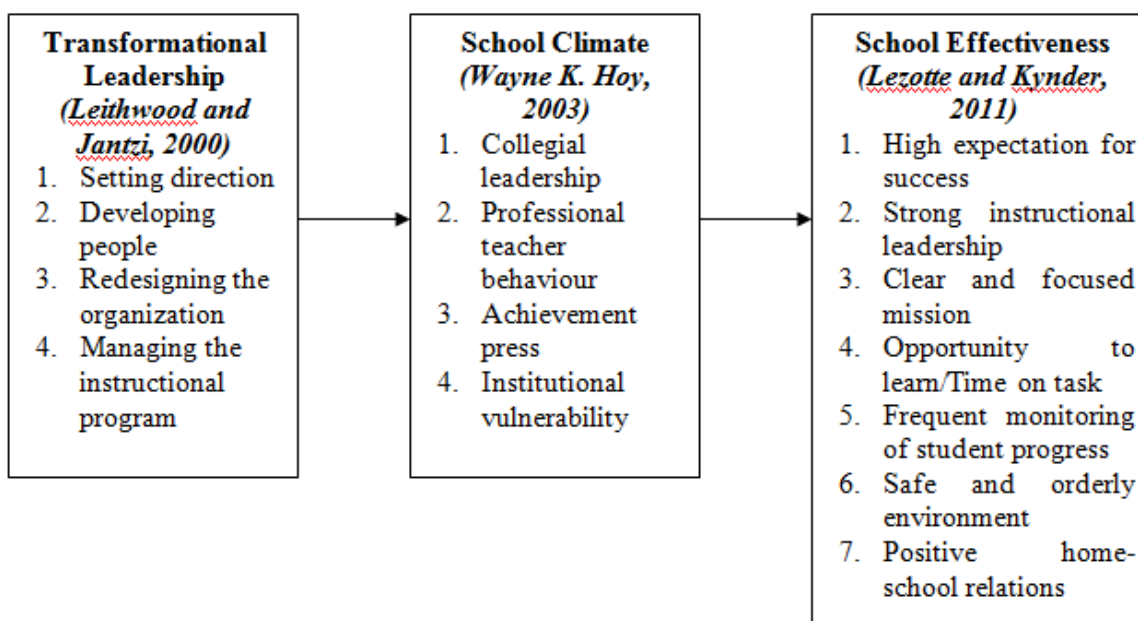 Transformational
Leadership
(Leithwood and
Jantzi, 2000)
1. Setting direction
2. Developing
people
3. Redesigning the
organization
4. Managing the
instructional
program
School Climate
(Wayne K. Hoy,
2003)
1. Collegial
leadership
2. Professional
teacher
behaviour
3. Achievement
press
4. Institutional
vulnerability
School Effectiveness
(Lezotte and Kynder,
2011)
1. High expectation for
success
2. Strong instructional
leadership
3. Clear and focused
mission
4. Opportunity to
learn/Time on task
5. Frequent monitoring
of student progress
6. Safe and orderly
environment
7. Positive home-
school relations